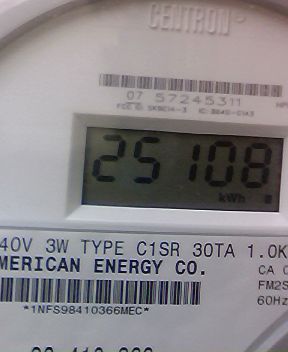 CENTRON
07 57245311
25108
kWh
40V 3W TYPE C1SR 30TA 1.0K
MERICAN ENERGY CO.
CA 0
FM2S
60Hz
*1NFS98410366MEC*